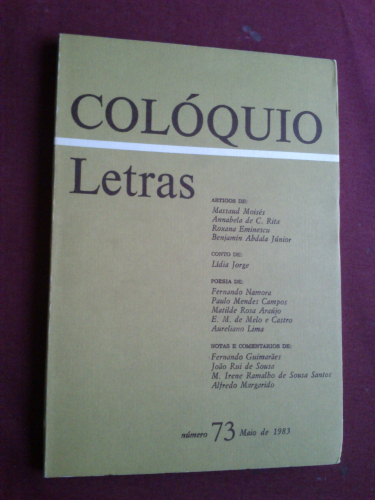 COLÓQUIO
Letras
ARTIGOS DE:
Massaud Moisés
Annabela de C. Rita
Roxana Eminescu
Benjamin Abdala Júnior
CONTO DE:
Lídia Jorge
POESIA DE:
Fernando Namora
Paulo Mendes Campos
Matilde Rosa Araújo
E. M. de Melo e Castro
Aureliano Lima
NOTAS E COMENTÁRIOS DE:
Fernando Guimarães
João Rui de Sousa
M. Irene Ramalho de Sousa Santos
Alfredo Margarido
número 73 Maio de 1983